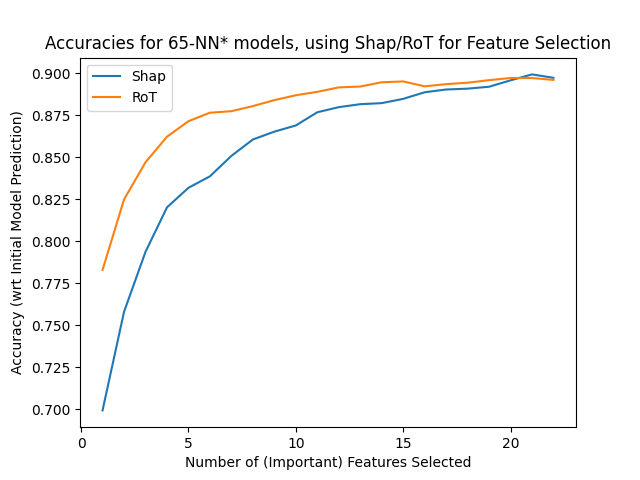 Accuracies for 65-NN* models, using Shap/RoT for Feature Selection
Shap
RoT
0.900
0.875
0.850
0.825
0.800
0.775
0.750
0.725
0.700
Accuracy (wrt Initial Model Prediction)
0
5
10
15
20
Number of (Important) Features Selected